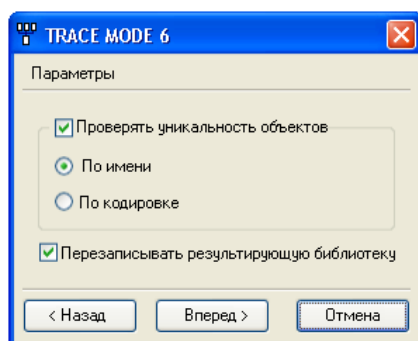 TRACE MODE 6
Параметры
Проверять уникальность объектов
По имени
По кодировке
Перезаписывать результирующую библиотеку
< Назад
Вперед >
Отмена